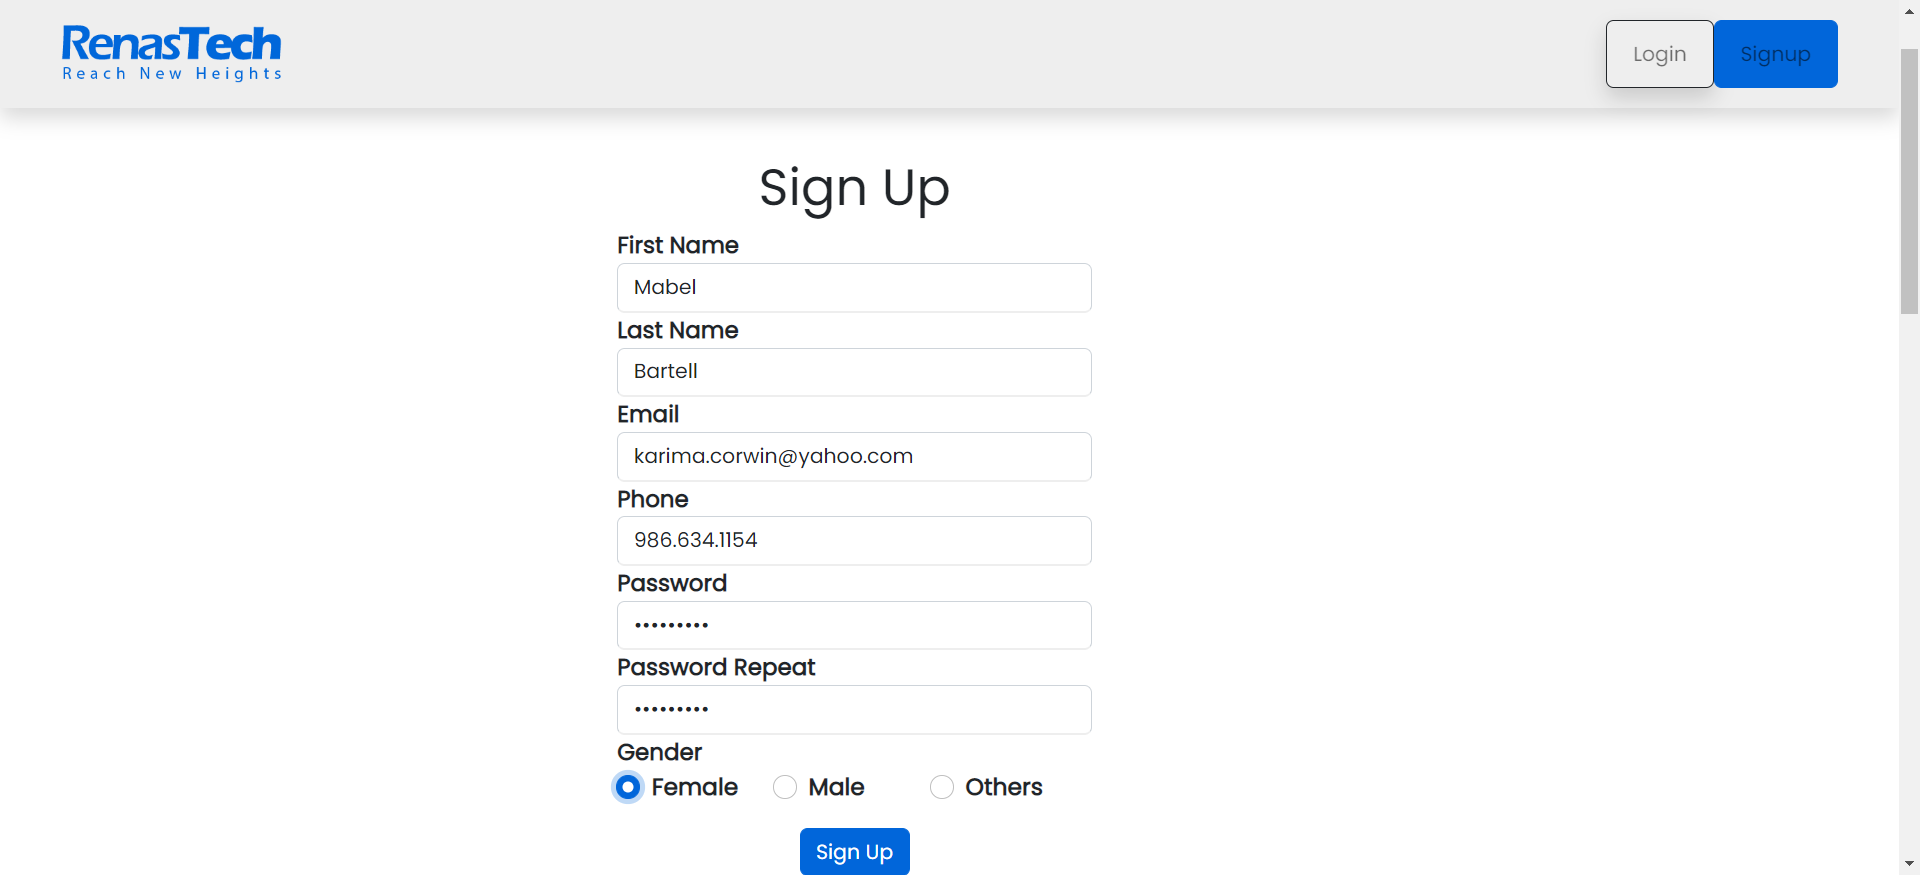 RenasTech
Reach New Heights
Login
Signup
Sign Up
First Name
Mabel
Last Name
Bartell
Email
karima.corwin@yahoo.com
Phone
986.634.1154
Password
•••••••••
Password Repeat
•••••••••
Gender
Female Male Others
Sign Up